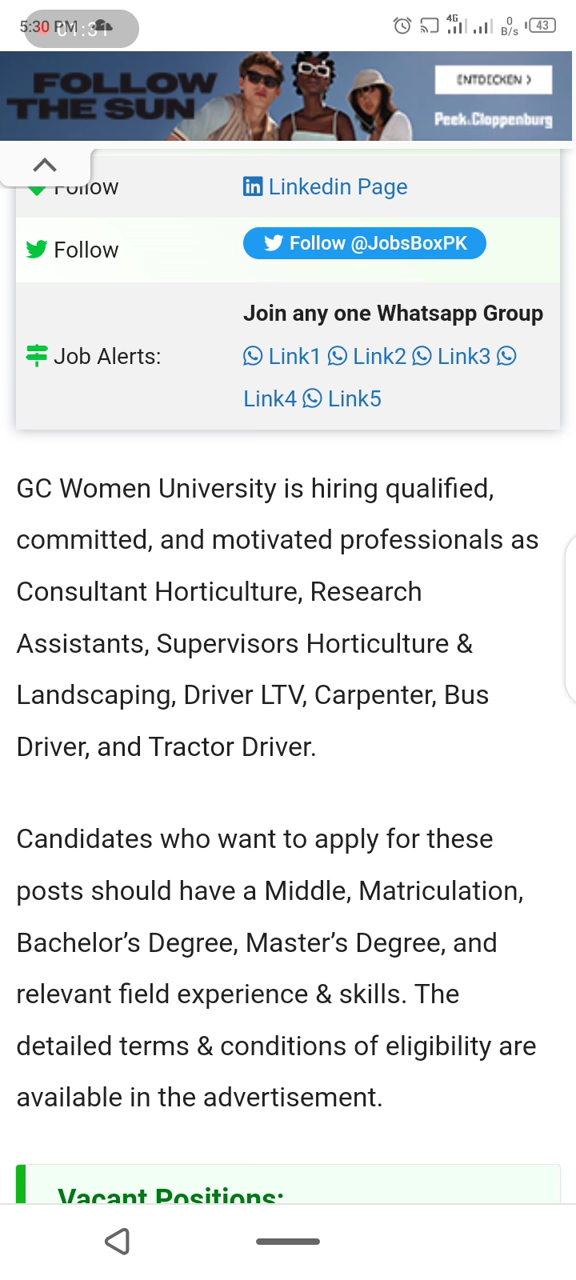 5:30 PM
4G
0
B/s
43
FOLLOW
THE SUN
ENTDECKEN >
Peek&Cloppenburg
Follow
Linkedin Page
Follow
Follow @JobsBoxPK
Join any one Whatsapp Group
Job Alerts:
Link1 Link2 Link3
Link4 Link5
GC Women University is hiring qualified,
committed, and motivated professionals as
Consultant Horticulture, Research
Assistants, Supervisors Horticulture &
Landscaping, Driver LTV, Carpenter, Bus
Driver, and Tractor Driver.
Candidates who want to apply for these
posts should have a Middle, Matriculation,
Bachelor’s Degree, Master’s Degree, and
relevant field experience & skills. The
detailed terms & conditions of eligibility are
available in the advertisement.
Vacant Positions: